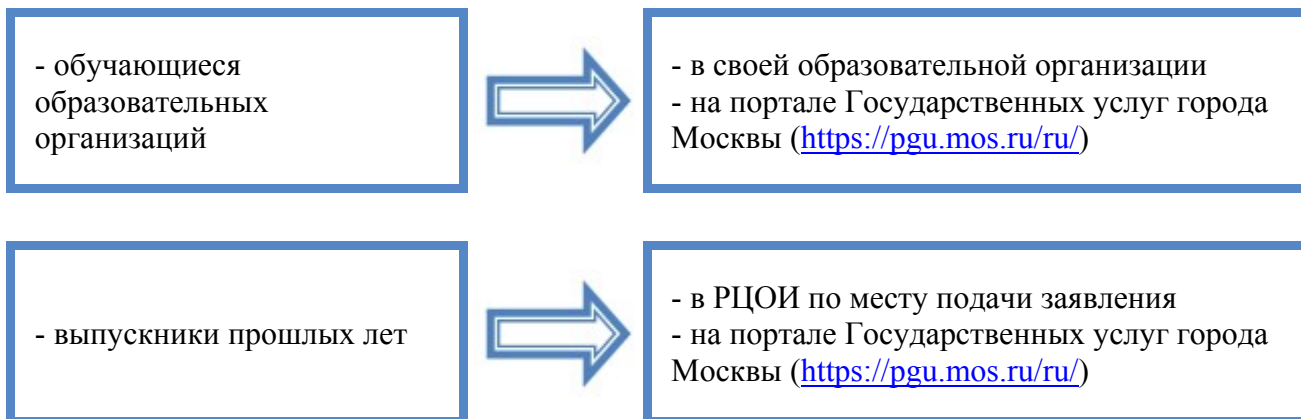 - обучающиеся
образовательных
организаций
- в своей образовательной организации
- на портале Государственных услуг города
Москвы (https://pgu.mos.ru/ru/)
- выпускники прошлых лет
- в РЦОИ по месту подачи заявления
- на портале Государственных услуг города
Москвы (https://pgu.mos.ru/ru/)